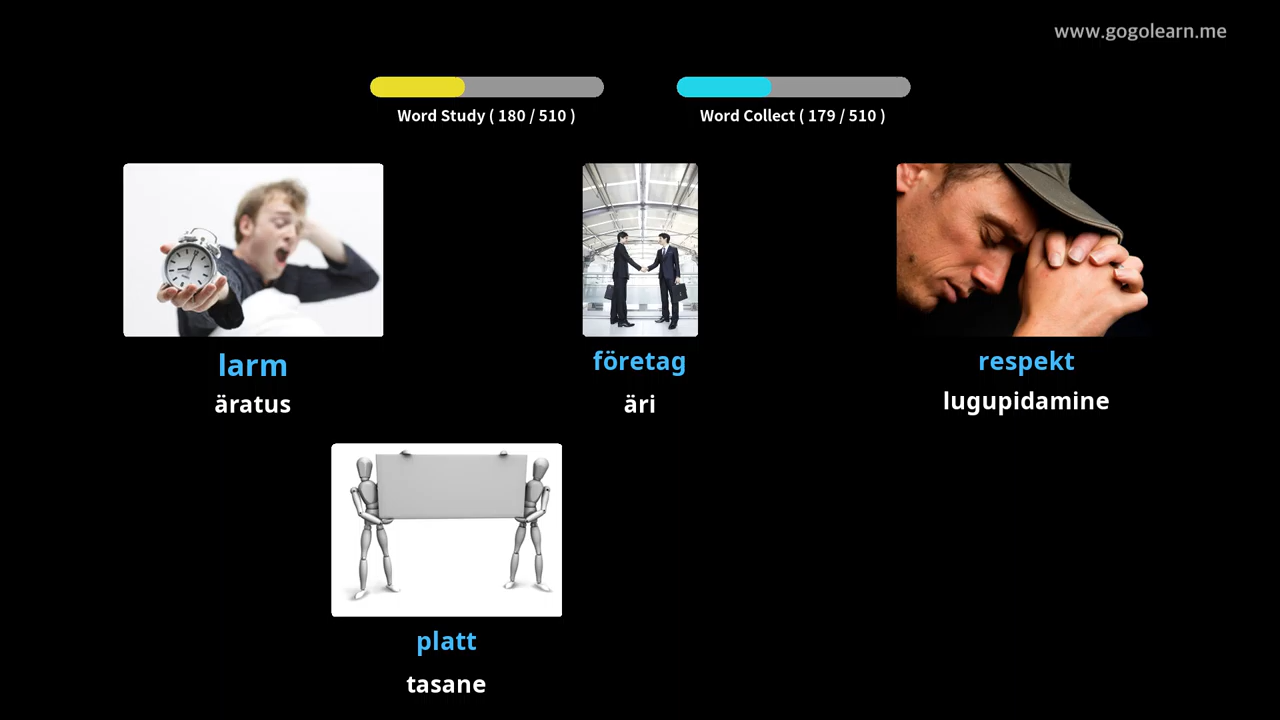 www.gogolearn.me
Word Study ( 180 / 510 )
Word Collect ( 179 / 510 )
larm
äratus
företag
äri
respekt
lugupidamine
platt
tasane